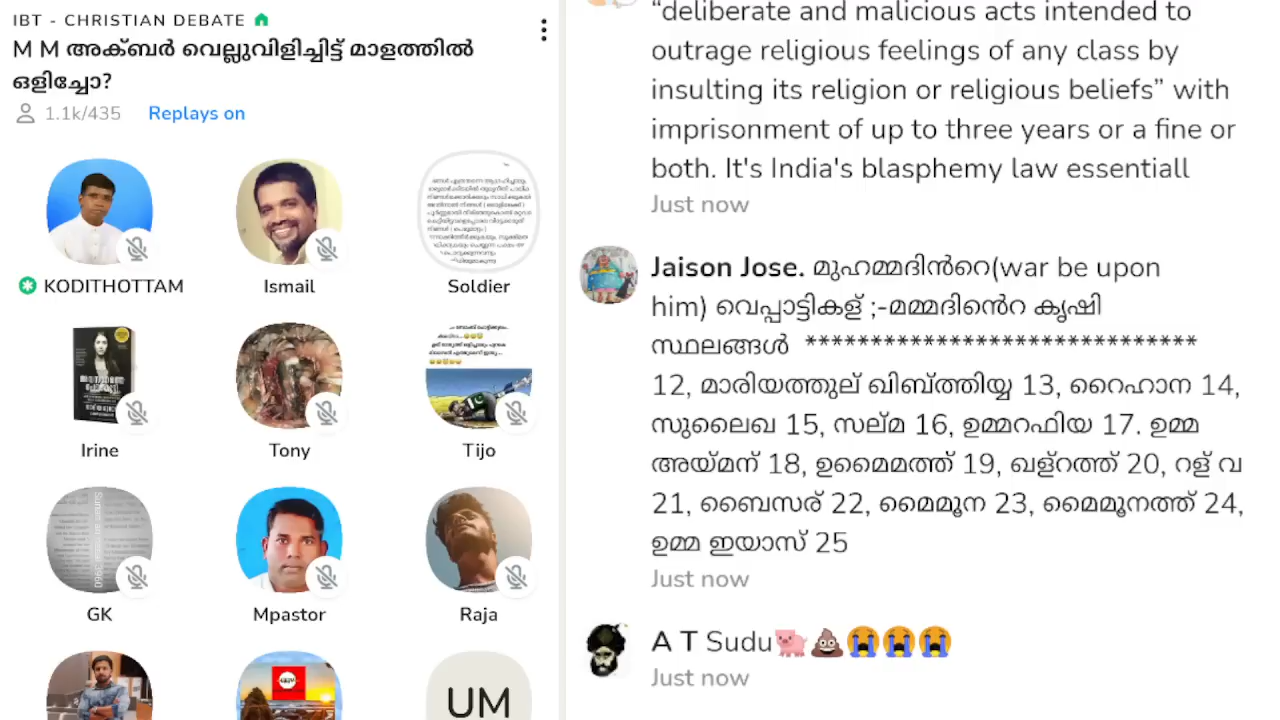 IBT - CHRISTIAN DEBATE
M M അക്ബർ വെല്ലുവിളിച്ചിട്ട് മാളത്തിൽ
ഒളിച്ചോ?
1.1k/435 Replays on
KODITHOTTAM Ismail Soldier
Irine Tony Tijo
GK Mpastor Raja
UM
“deliberate and malicious acts intended to
outrage religious feelings of any class by
insulting its religion or religious beliefs” with
imprisonment of up to three years or a fine or
both. It's India's blasphemy law essentiall
Just now
Jaison Jose. മുഹമ്മദിൻറെ(war be upon
him) വെപ്പാട്ടികള് ;-മമ്മദിൻെറ കൃഷി
സ്ഥലങ്ങൾ ******************************
12, മാരിയത്തുല് ഖിബ്ത്തിയ്യ 13, റൈഹാന 14,
സുലൈഖ 15, സല്മ 16, ഉമ്മറഫിയ 17. ഉമ്മ
അയ്മന് 18, ഉമൈമത്ത് 19, ഖള്റത്ത് 20, റള് വ
21, ബൈസര് 22, മൈമൂന 23, മൈമൂനത്ത് 24,
ഉമ്മ ഇയാസ് 25
Just now
A T Sudu🐷💩😭😭😭
Just now